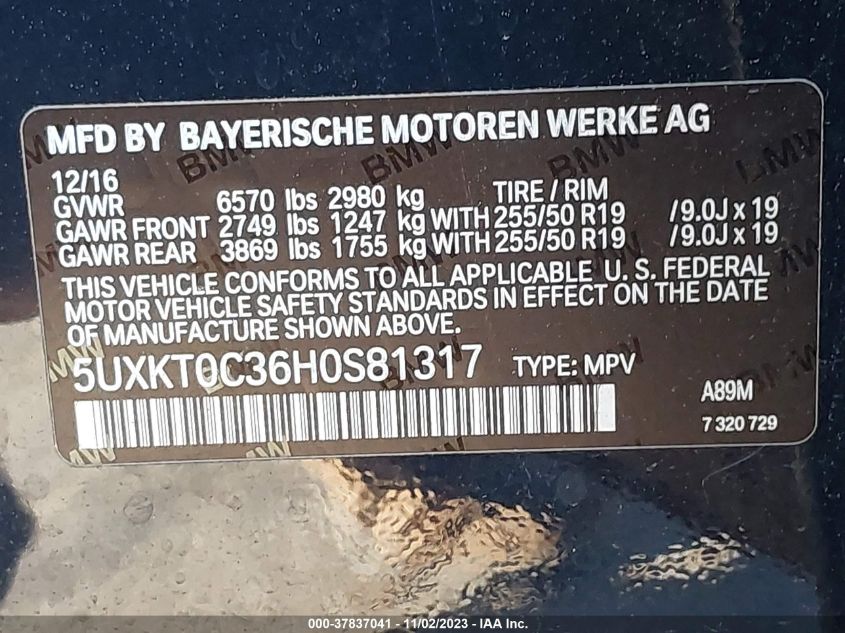 MFD BY BAYERISCHE MOTOREN WERKE AG
12/16 TIRE / RIM
GVWR 6570 lbs 2980 kg
GAWR FRONT 2749 lbs 1247 kg WITH 255/50 R19 /9.0J x 19
GAWR REAR 3869 lbs 1755 kg WITH 255/50 R19 /9.0J x 19
THIS VEHICLE CONFORMS TO ALL APPLICABLE U. S. FEDERAL
MOTOR VEHICLE SAFETY STANDARDS IN EFFECT ON THE DATE
OF MANUFACTURE SHOWN ABOVE.
5UXKT0C36H0S81317 TYPE: MPV
A89M
7 320 729
000-37837041 - 11/02/2023 - IAA Inc.